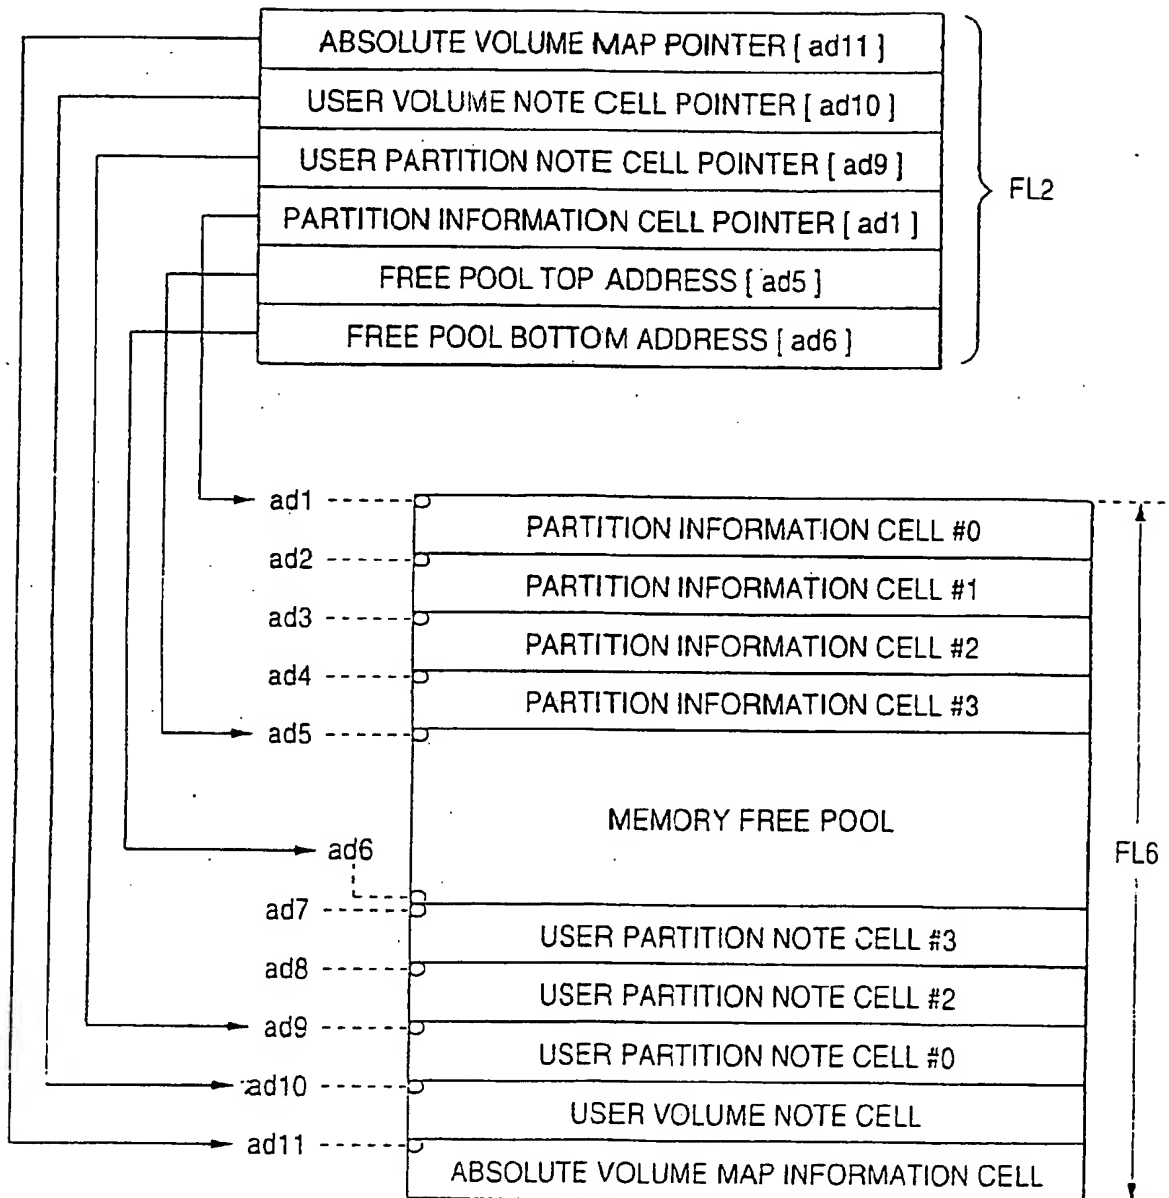 ABSOLUTE VOLUME MAP POINTER [ ad11 ]
USER VOLUME NOTE CELL POINTER [ ad10 ]
USER PARTITION NOTE CELL POINTER [ ad9 ]
PARTITION INFORMATION CELL POINTER [ ad1 ]
FREE POOL TOP ADDRESS [ ad5 ]
FREE POOL BOTTOM ADDRESS [ ad6 ]
FL2
ad1
PARTITION INFORMATION CELL #0
ad2
PARTITION INFORMATION CELL #1
ad3
PARTITION INFORMATION CELL #2
ad4
PARTITION INFORMATION CELL #3
ad5
MEMORY FREE POOL
ad6
FL6
ad7
USER PARTITION NOTE CELL #3
ad8
USER PARTITION NOTE CELL #2
ad9
USER PARTITION NOTE CELL #0
ad10
USER VOLUME NOTE CELL
ad11
ABSOLUTE VOLUME MAP INFORMATION CELL